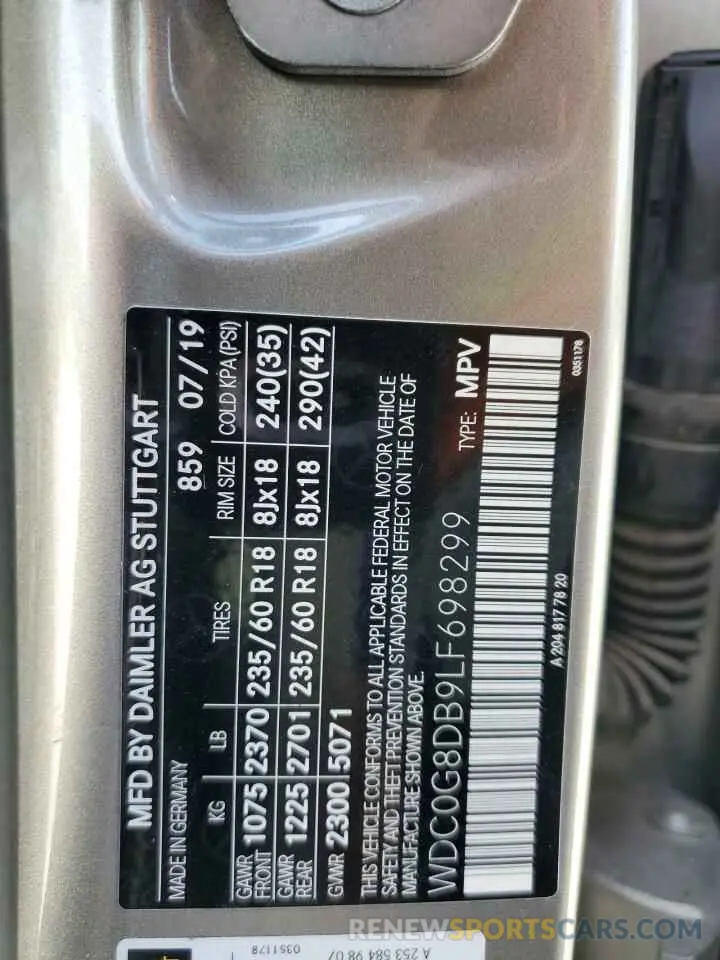 MFD BY DAIMLER AG STUTTGART
MADE IN GERMANY 859 07/19
KG LB TIRES RIM SIZE COLD KPA (PSI)
GAWR FRONT 1075 2370 235/60 R18 8Jx18 240(35)
GAWR REAR 1225 2701 235/60 R18 8Jx18 290(42)
GVWR 2300 5071
THIS VEHICLE CONFORMS TO ALL APPLICABLE FEDERAL MOTOR VEHICLE
SAFETY AND THEFT PREVENTION STANDARDS IN EFFECT ON THE DATE OF
MANUFACTURE SHOWN ABOVE.
WDC0G8DB9LF698299 TYPE: MPV
A 204 817 78 20 0351178
A 253 584 98 07
0351178
RENEWSPORTSCARS.COM